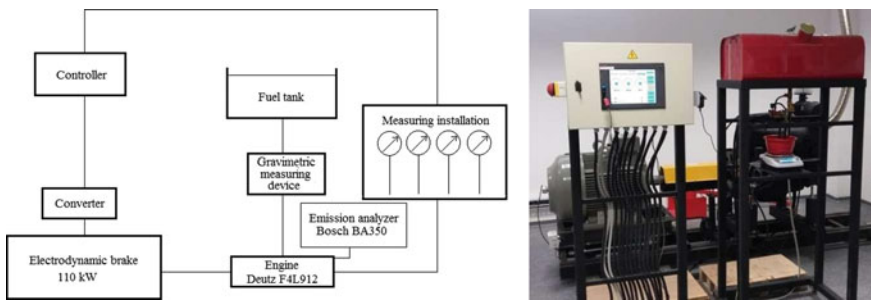 Controller
Fuel tank
Measuring installation
Gravimetric
measuring
device
Converter
Emission analyzer
Bosch BA350
Electrodynamic brake
110 kW
Engine
Deutz F4L912